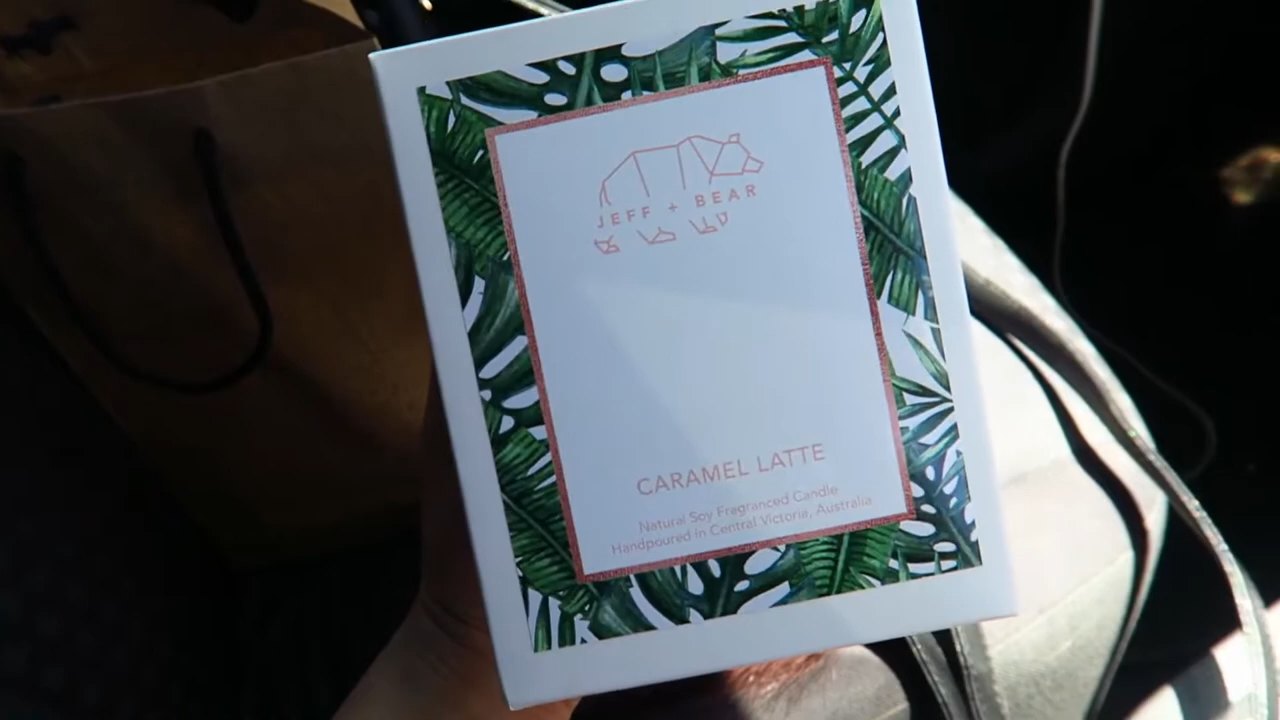 JEFF + BEAR
CARAMEL LATTE
Natural Soy Fragranced Candle
Handpoured in Central Victoria, Australia